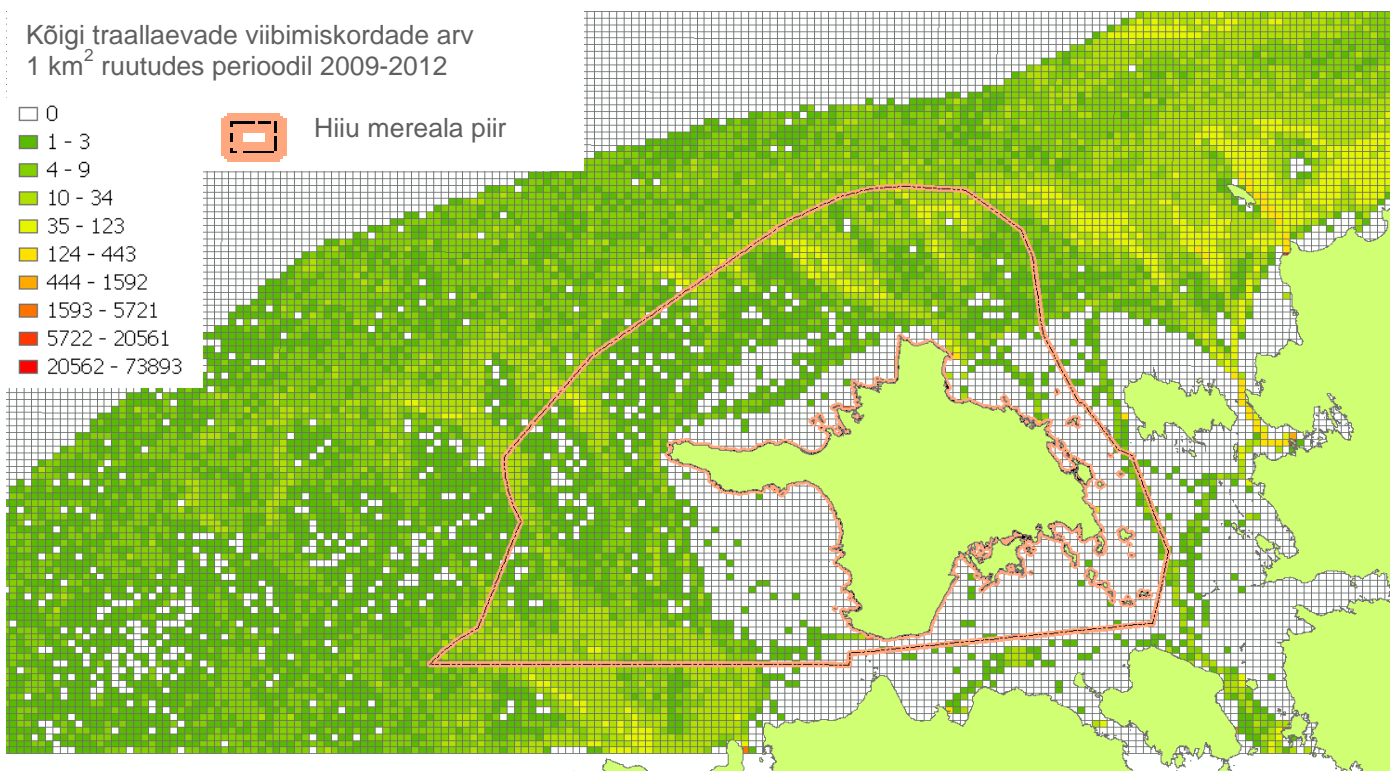 Kõigi traallaevade viibimiskordade arv
1 km² ruutudes perioodil 2009-2012
0
1 - 3
4 - 9
10 - 34
35 - 123
124 - 443
444 - 1592
1593 - 5721
5722 - 20561
20562 - 73893
Hiiu mereala piir